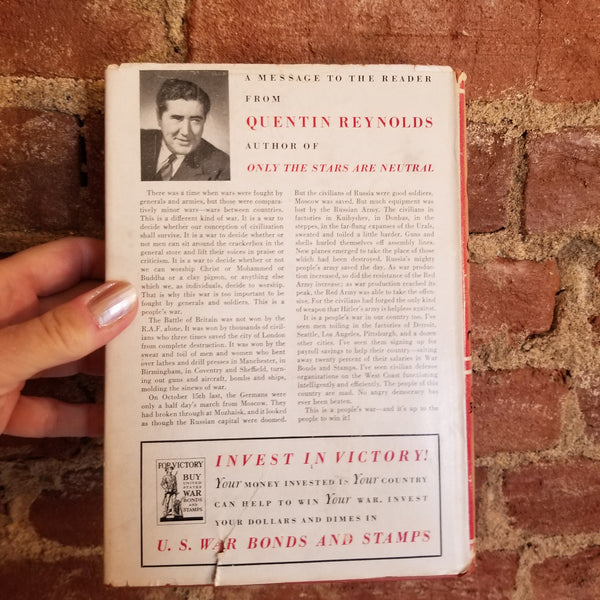 A MESSAGE TO THE READER
FROM
QUENTIN REYNOLDS
AUTHOR OF
ONLY THE STARS ARE NEUTRAL
There was a time when wars were fought by
generals and armies, but those were compara-
tively minor wars—wars between countries.
This is a different kind of war. It is a war to
decide whether our conception of civilization
shall survive. It is a war to decide whether or
not men can sit around the crackerbox in the
general store and lift their voices in praise or
criticism. It is a war to decide whether or not
we can worship Christ or Mohammed or
Buddha or a clay pigeon, or anything else
which we, as individuals, decide to worship.
That is why this war is too important to be
fought by generals and soldiers. This is a
people's war.
The Battle of Britain was not won by the
R.A.F. alone. It was won by thousands of civil-
ians who three times saved the city of London
from complete destruction. It was won by the
sweat and toil of men and women who bent
over lathes and drill presses in Manchester, in
Birmingham, in Coventry and Sheffield, turn-
ing out guns and aircraft, bombs and ships,
molding the sinews of war.
On October 15th last, the Germans were
only a half day's march from Moscow. They
had broken through at Mozhaisk, and it looked
as though the Russian capital were doomed.
But the civilians of Russia were good soldiers.
Moscow was saved. But much equipment was
lost by the Russian Army. The civilians in
factories in Kuibyshev, in Donbas, in the
steppes, in the far-flung expanses of the Urals,
sweated and toiled a little harder. Guns and
shells hurled themselves off assembly lines.
New planes emerged to take the place of those
which had been destroyed. Russia's mighty
people's army saved the day. As war produc-
tion increased, so did the resistance of the Red
Army increase; as war production reached its
peak, the Red Army was able to take the offen-
sive. For the civilians had forged the only kind
of weapon that Hitler's army is helpless against.
It is a people's war in our country too. I've
seen men toiling in the factories of Detroit,
Seattle, Los Angeles, Pittsburgh, and a dozen
other cities. I've seen them signing up for
payroll savings to help their country—salting
away twenty percent of their salaries in War
Bonds and Stamps. I've seen civilian defense
organizations on the West Coast functioning
intelligently and efficiently. The people of this
country are mad. No angry democracy has
ever been beaten.
This is a people's war—and it's up to the
people to win it!
FOR VICTORY
BUY
UNITED
STATES
WAR
BONDS
AND
STAMPS
INVEST IN VICTORY!
Your MONEY INVESTED IN Your COUNTRY
CAN HELP TO WIN Your WAR. INVEST
YOUR DOLLARS AND DIMES IN
U. S. WAR BONDS AND STAMPS